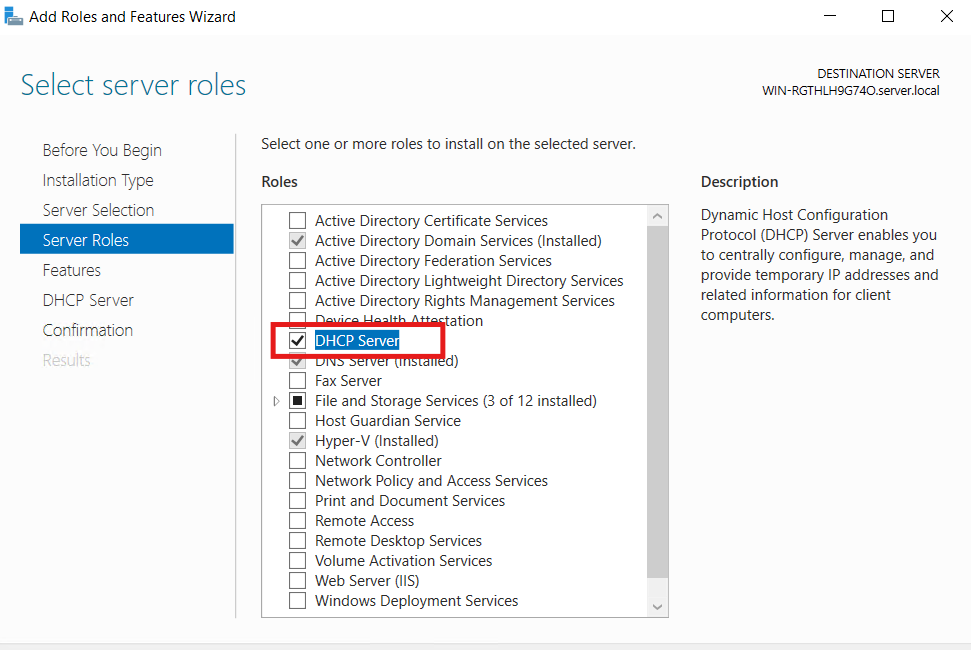 Add Roles and Features Wizard
Select server roles
DESTINATION SERVER
WIN-RGTHLH9G74O.server.local
Before You Begin
Installation Type
Server Selection
Server Roles
Features
DHCP Server
Confirmation
Results
Select one or more roles to install on the selected server.
Roles
Active Directory Certificate Services
Active Directory Domain Services (Installed)
Active Directory Federation Services
Active Directory Lightweight Directory Services
Active Directory Rights Management Services
Device Health Attestation
DHCP Server
DNS Server (Installed)
Fax Server
File and Storage Services (3 of 12 installed)
Host Guardian Service
Hyper-V (Installed)
Network Controller
Network Policy and Access Services
Print and Document Services
Remote Access
Remote Desktop Services
Volume Activation Services
Web Server (IIS)
Windows Deployment Services
Description
Dynamic Host Configuration
Protocol (DHCP) Server enables you
to centrally configure, manage, and
provide temporary IP addresses and
related information for client
computers.